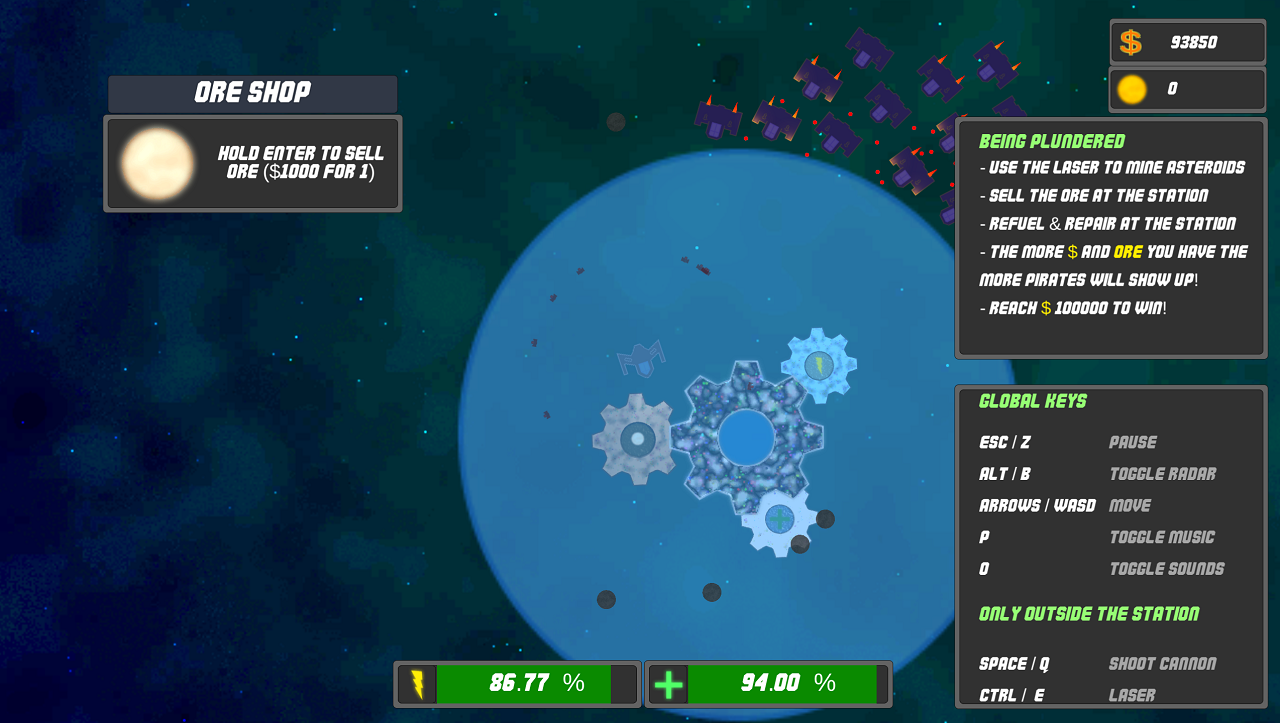 ORE SHOP
HOLD ENTER TO SELL
ORE ($1000 FOR 1)
$ 93850
0
BEING PLUNDERED
- USE THE LASER TO MINE ASTEROIDS
- SELL THE ORE AT THE STATION
- REFUEL & REPAIR AT THE STATION
- THE MORE $ AND ORE YOU HAVE THE
MORE PIRATES WILL SHOW UP!
- REACH $ 100000 TO WIN!
GLOBAL KEYS
ESC / Z PAUSE
ALT / B TOGGLE RADAR
ARROWS / WASD MOVE
P TOGGLE MUSIC
O TOGGLE SOUNDS
ONLY OUTSIDE THE STATION
SPACE / Q SHOOT CANNON
CTRL / E LASER
86.77 %
94.00 %